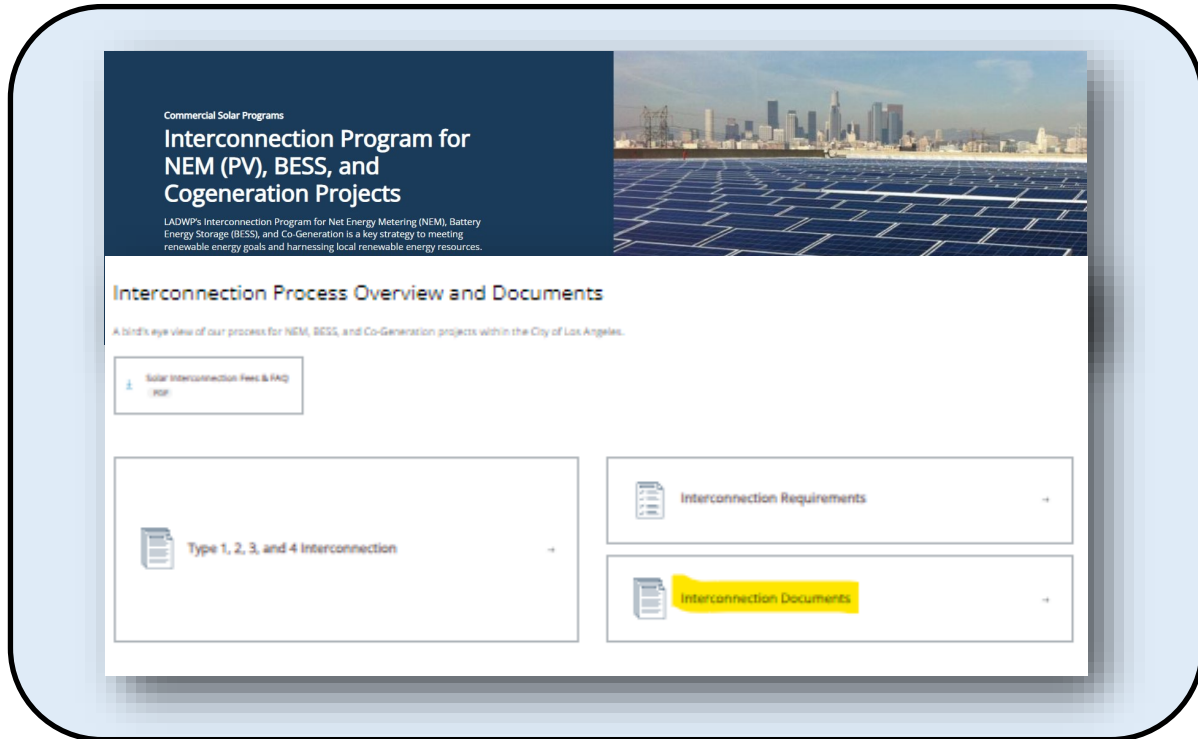 Commercial Solar Programs
Interconnection Program for
NEM (PV), BESS, and
Cogeneration Projects
LADWP's Interconnection Program for Net Energy Metering (NEM), Battery
Energy Storage (BESS), and Co-Generation is a key strategy to meeting
renewable energy goals and harnessing local renewable energy resources.
Interconnection Process Overview and Documents
A bird's eye view of our process for NEM, BESS, and Co-Generation projects within the City of Los Angeles.
Solar Interconnection Fees & FAQ
PDF
Type 1, 2, 3, and 4 Interconnection
Interconnection Requirements
Interconnection Documents